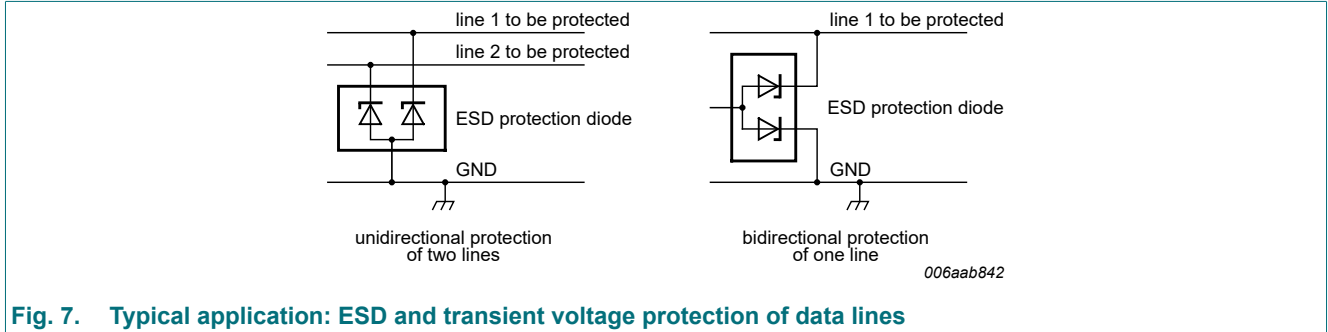 line 1 to be protected
line 2 to be protected
ESD protection diode
GND
unidirectional protection
of two lines
line 1 to be protected
ESD protection diode
GND
bidirectional protection
of one line
006aab842
Fig. 7. Typical application: ESD and transient voltage protection of data lines